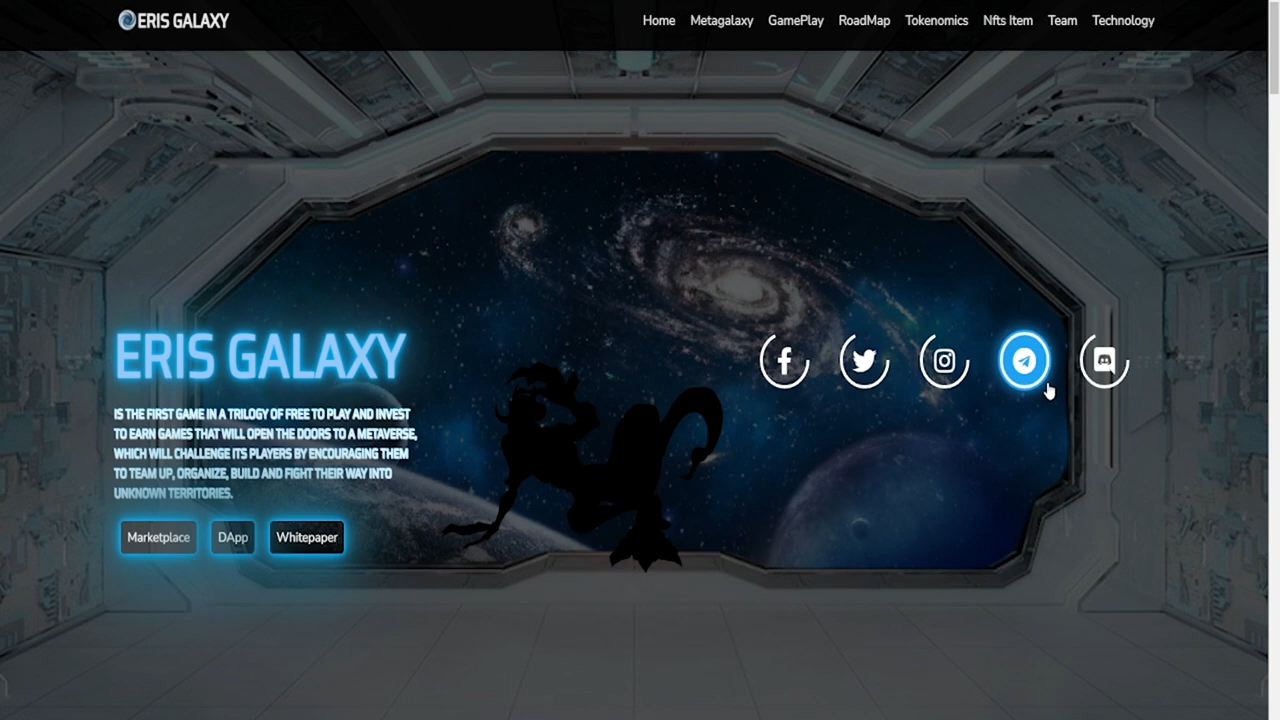 ERIS GALAXY
Home Metagalaxy GamePlay RoadMap Tokenomics Nfts Item Team Technology
ERIS GALAXY
IS THE FIRST GAME IN A TRILOGY OF FREE TO PLAY AND INVEST
TO EARN GAMES THAT WILL OPEN THE DOORS TO A METAVERSE,
WHICH WILL CHALLENGE ITS PLAYERS BY ENCOURAGING THEM
TO TEAM UP, ORGANIZE, BUILD AND FIGHT THEIR WAY INTO
UNKNOWN TERRITORIES.
Marketplace DApp Whitepaper